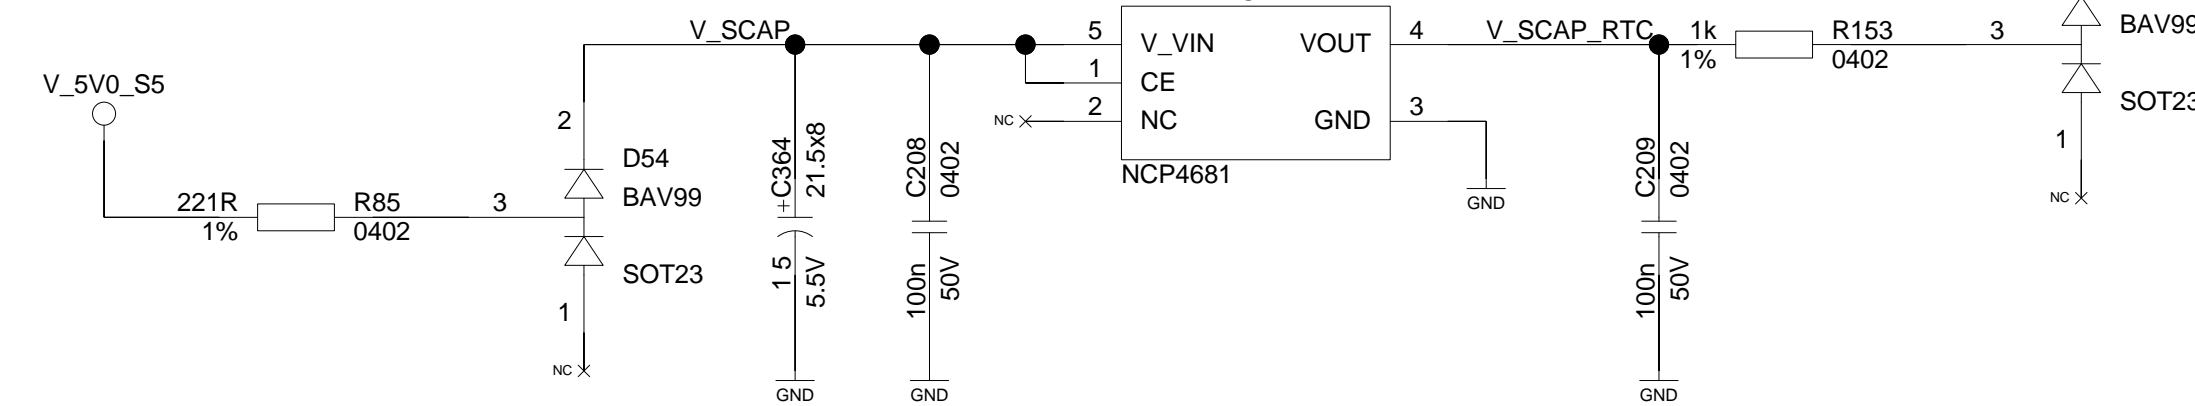 V_5V0_S5
221R
1%
R85
0402
3
2
D54
BAV99
SOT23
1
NC
V_SCAP
+C364
21.5x8
1 5
5.5V
GND
C208
0402
100n
50V
GND
5
1
2
NC
V_VIN
CE
NC
VOUT
GND
NCP4681
4
3
GND
V_SCAP_RTC
C209
0402
100n
50V
GND
1k
1%
R153
0402
3
BAV99
SOT23
1
NC